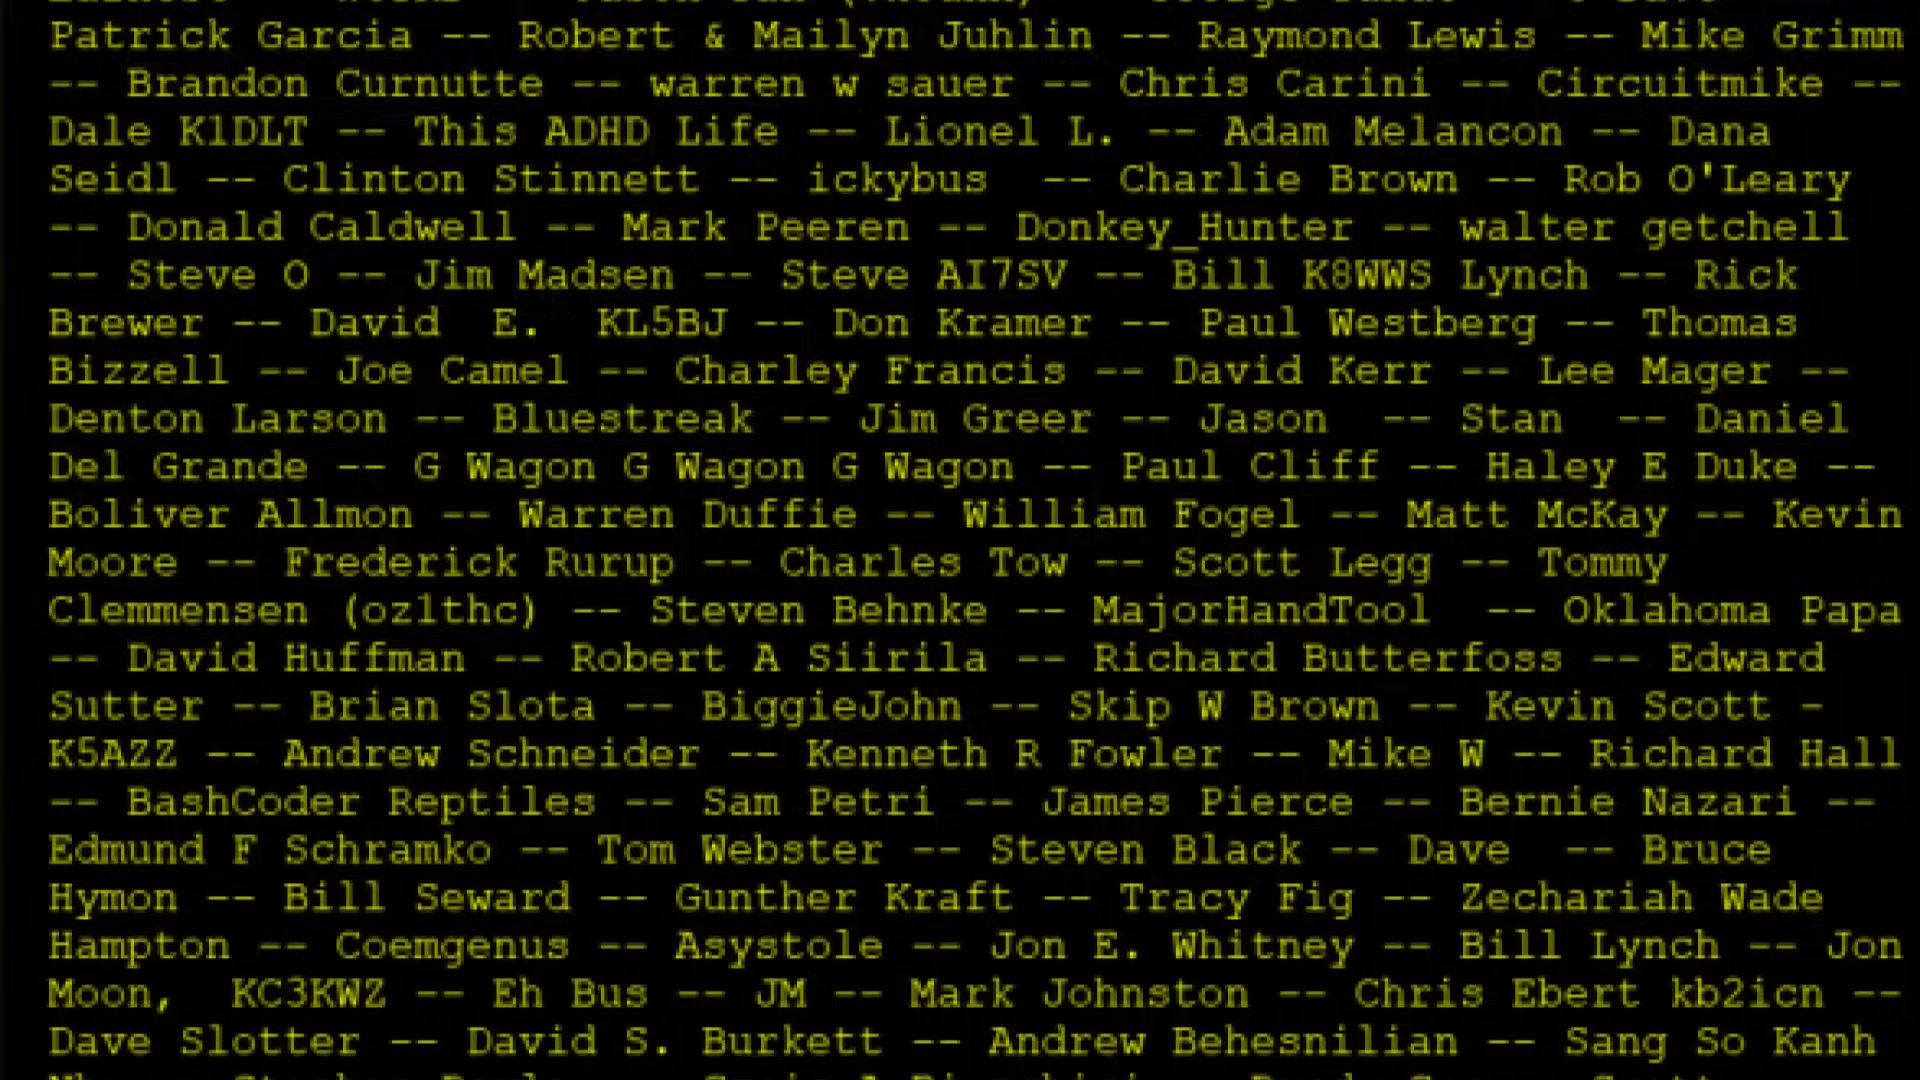 Patrick Garcia -- Robert & Mailyn Juhlin -- Raymond Lewis -- Mike Grimm
-- Brandon Curnutte -- warren w sauer -- Chris Carini -- Circuitmike --
Dale K1DLT -- This ADHD Life -- Lionel L. -- Adam Melancon -- Dana
Seidl -- Clinton Stinnett -- ickybus  -- Charlie Brown -- Rob O'Leary
-- Donald Caldwell -- Mark Peeren -- Donkey_Hunter -- walter getchell
-- Steve O -- Jim Madsen -- Steve AI7SV -- Bill K8WWS Lynch -- Rick
Brewer -- David  E.  KL5BJ -- Don Kramer -- Paul Westberg -- Thomas
Bizzell -- Joe Camel -- Charley Francis -- David Kerr -- Lee Mager --
Denton Larson -- Bluestreak -- Jim Greer -- Jason  -- Stan  -- Daniel
Del Grande -- G Wagon G Wagon G Wagon -- Paul Cliff -- Haley E Duke --
Boliver Allmon -- Warren Duffie -- William Fogel -- Matt McKay -- Kevin
Moore -- Frederick Rurup -- Charles Tow -- Scott Legg -- Tommy
Clemmensen (oz1thc) -- Steven Behnke -- MajorHandTool  -- Oklahoma Papa
-- David Huffman -- Robert A Siirila -- Richard Butterfoss -- Edward
Sutter -- Brian Slota -- BiggieJohn -- Skip W Brown -- Kevin Scott -
K5AZZ -- Andrew Schneider -- Kenneth R Fowler -- Mike W -- Richard Hall
-- BashCoder Reptiles -- Sam Petri -- James Pierce -- Bernie Nazari --
Edmund F Schramko -- Tom Webster -- Steven Black -- Dave  -- Bruce
Hymon -- Bill Seward -- Gunther Kraft -- Tracy Fig -- Zechariah Wade
Hampton -- Coemgenus -- Asystole -- Jon E. Whitney -- Bill Lynch -- Jon
Moon,  KC3KWZ -- Eh Bus -- JM -- Mark Johnston -- Chris Ebert kb2icn --
Dave Slotter -- David S. Burkett -- Andrew Behesnilian -- Sang So Kanh